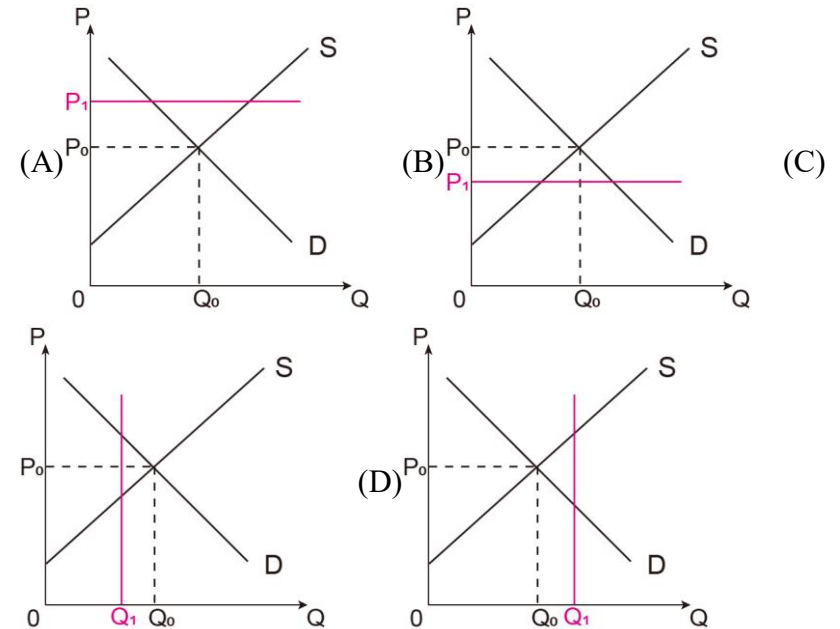 P
S
P₁
(A) P₀
D
0 Q₀ Q
P
S
(B) P₀
P₁
D
0 Q₀ Q
(C)
P
S
P₀
D
0 Q₁ Q₀ Q
P
S
(D) P₀
D
0 Q₀ Q₁ Q